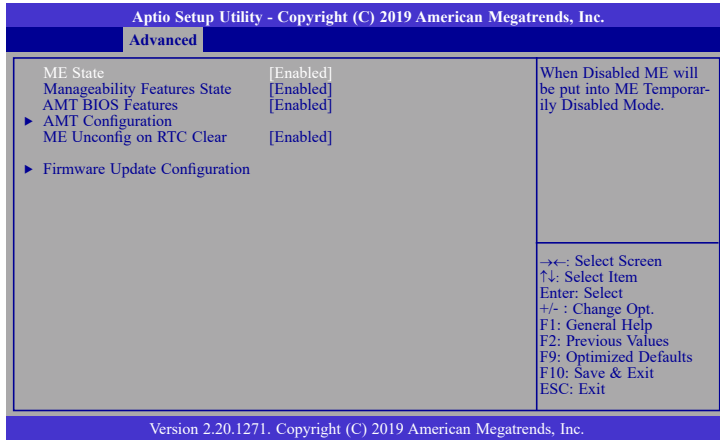 Aptio Setup Utility - Copyright (C) 2019 American Megatrends, Inc.
Advanced
ME State [Enabled]
Manageability Features State [Enabled]
AMT BIOS Features [Enabled]
► AMT Configuration
ME Unconfig on RTC Clear [Enabled]
► Firmware Update Configuration
When Disabled ME will
be put into ME Temporar-
ily Disabled Mode.
→←: Select Screen
↑↓: Select Item
Enter: Select
+/- : Change Opt.
F1: General Help
F2: Previous Values
F9: Optimized Defaults
F10: Save & Exit
ESC: Exit
Version 2.20.1271. Copyright (C) 2019 American Megatrends, Inc.